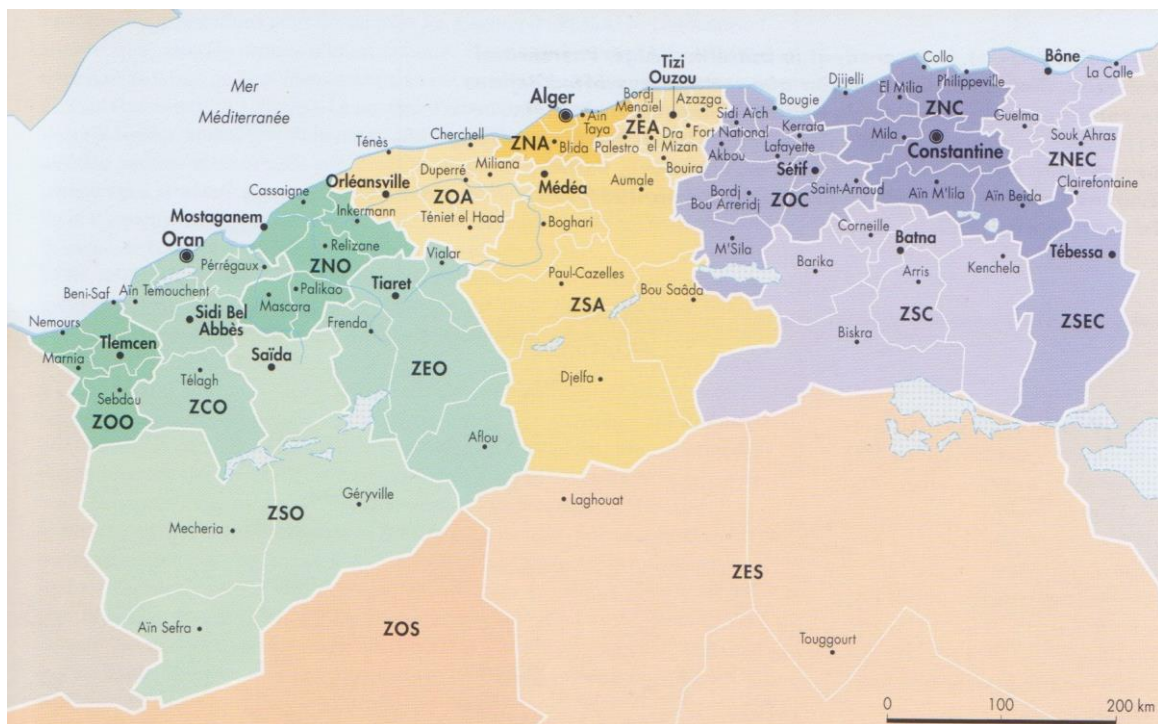 Mer
Méditerranée
Alger
Ain
Taya
ZNA
Blida
Cherchell
Ténès
Bordj
Menaïel
Tizi
Ouzou
Azazga
ZEA
Dra
el Mizan
Fort
National
Palestro
Bouira
Sidi Aïch
Akbou
Bougie
Kerrata
Lafayette
Djijelli
El Milia
Collo
Philippeville
Bône
La Calle
ZNC
Mila
Constantine
Guelma
Souk Ahras
ZNEC
Clairefontaine
Sétif
Saint-Arnaud
Aïn M'lila
Aïn Beida
Bordj
Bou Arreridj
ZOC
M'Sila
Orléansville
Duperré
Miliana
ZOA
Téniet el Haad
Médéa
Aumale
Boghari
Cassaigne
Inkermann
Mostaganem
Oran
Relizane
Pérrégaux
ZNO
Palikao
Mascara
Vialar
Tiaret
Frenda
Paul-Cazelles
Bou Saâda
ZSA
Djelfa
Corneille
Batna
Barika
Arris
Kenchela
Tébessa
ZSC
Biskra
ZSEC
Beni-Saf
Aïn Temouchent
Sidi Bel
Abbès
Nemours
Tlemcen
Marnia
Sebdou
ZOO
Télagh
ZCO
Saïda
ZEO
Aflou
Géryville
ZSO
Mecheria
Aïn Sefra
Laghouat
ZES
ZOS
Touggourt
0 100 200 km